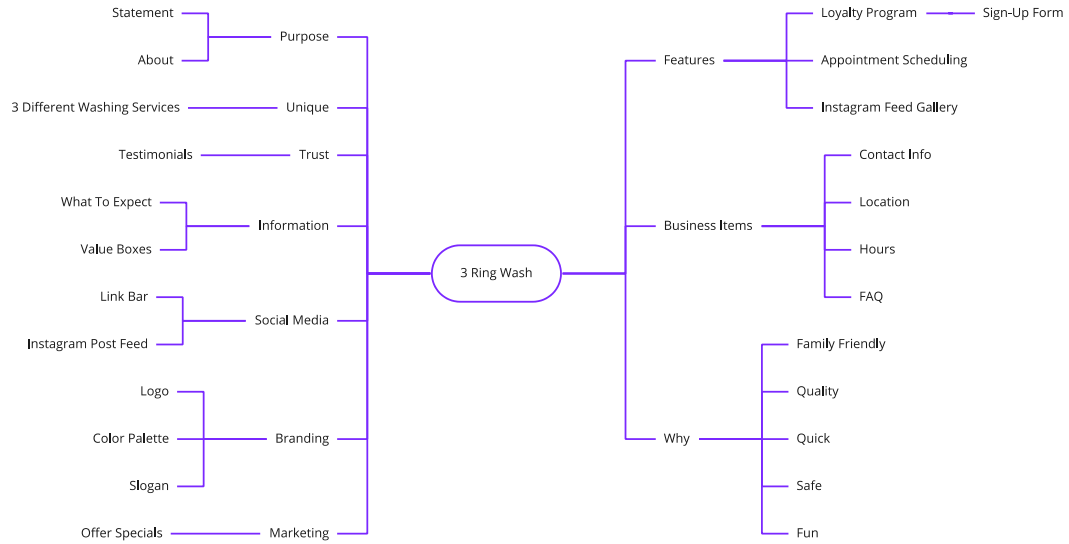 Statement
Purpose
About
3 Different Washing Services
Unique
Testimonials
Trust
What To Expect
Information
Value Boxes
Link Bar
Social Media
Instagram Post Feed
Logo
Color Palette
Branding
Slogan
Offer Specials
Marketing
3 Ring Wash
Features
Loyalty Program
Sign-Up Form
Appointment Scheduling
Instagram Feed Gallery
Business Items
Contact Info
Location
Hours
FAQ
Why
Family Friendly
Quality
Quick
Safe
Fun